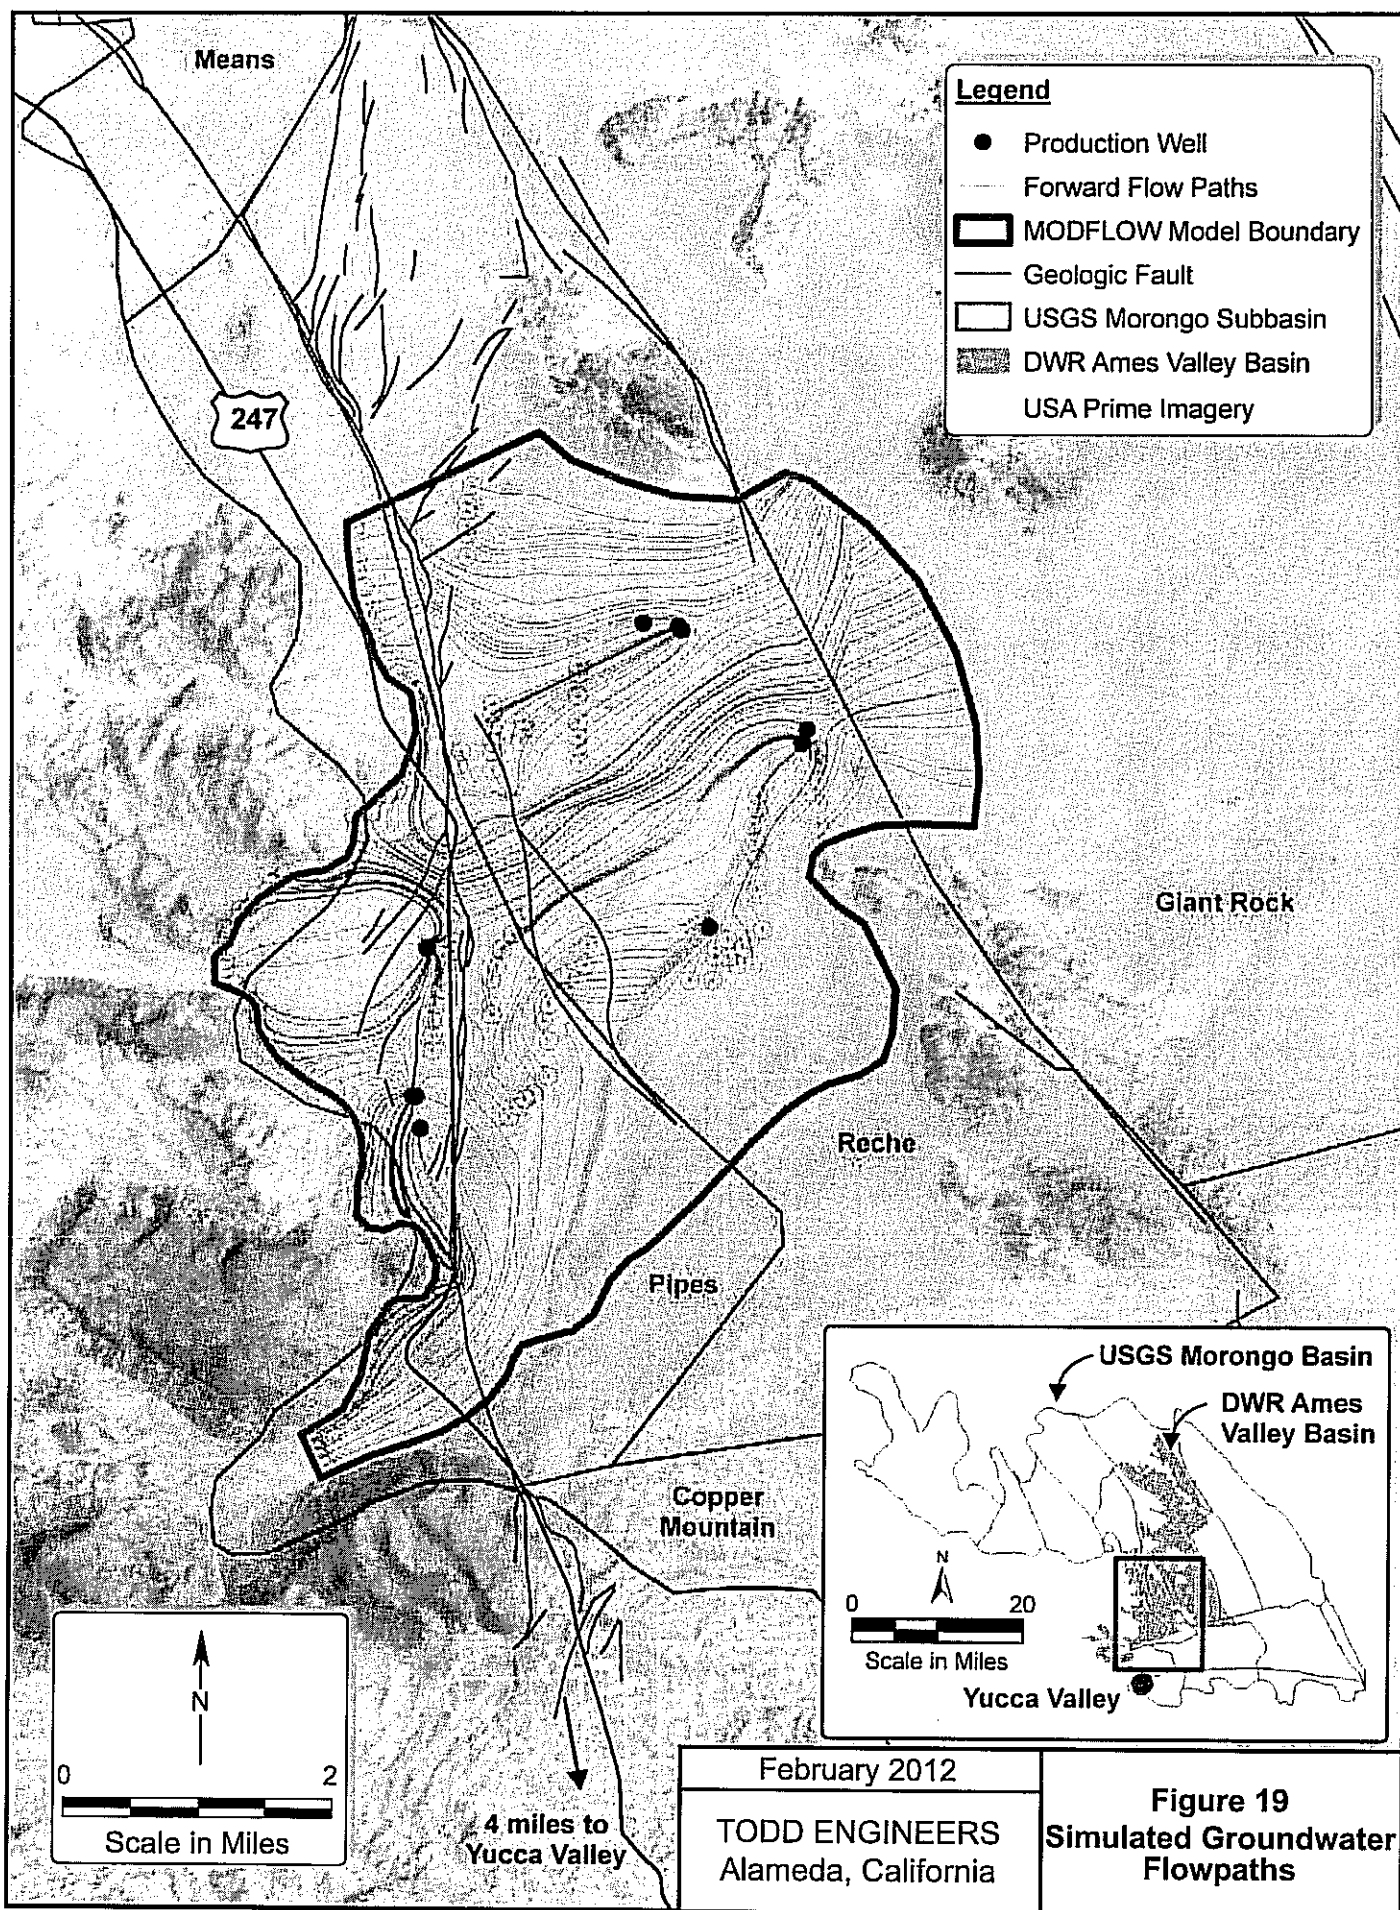 Means
Legend
Production Well
Forward Flow Paths
MODFLOW Model Boundary
Geologic Fault
USGS Morongo Subbasin
DWR Ames Valley Basin
USA Prime Imagery
247
Giant Rock
Reche
Pipes
Copper
Mountain
USGS Morongo Basin
DWR Ames
Valley Basin
N
0 20
Scale in Miles
Yucca Valley
N
0 2
Scale in Miles
4 miles to
Yucca Valley
February 2012
TODD ENGINEERS
Alameda, California
Figure 19
Simulated Groundwater
Flowpaths